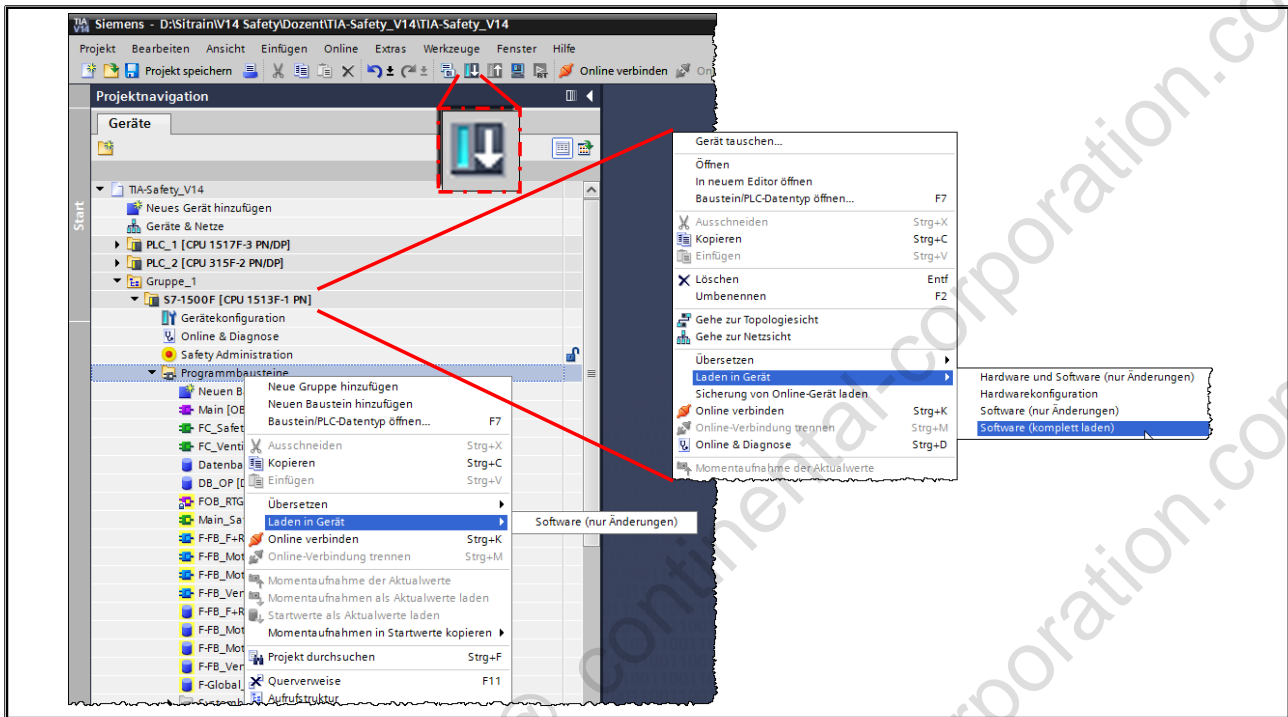 Siemens - D:\Sitrain\V14 Safety\Dozent\TIA-Safety_V14\TIA-Safety_V14
Projekt Bearbeiten Ansicht Einfügen Online Extras Werkzeuge Fenster Hilfe
Projekt speichern Online verbinden
Projektnavigation
Geräte
Start
TIA-Safety_V14
Neues Gerät hinzufügen
Geräte & Netze
PLC_1 [CPU 1517F-3 PN/DP]
PLC_2 [CPU 315F-2 PN/DP]
Gruppe_1
S7-1500F [CPU 1513F-1 PN]
Gerätekonfiguration
Online & Diagnose
Safety Administration
Programmbausteine
Neuen B
Main [OB
FC_Safet
FC_Venti
Datenba
DB_OP [D
FOB_RTG
Main_Sa
F-FB_F+R
F-FB_Mot
F-FB_Mot
F-FB_Ver
F-FB_F+R
F-FB_Mot
F-FB_Mot
F-FB_Ver
F-Global_
Neue Gruppe hinzufügen
Neuen Baustein hinzufügen
Baustein/PLC-Datentyp öffnen... F7
Ausschneiden Strg+X
Kopieren Strg+C
Einfügen Strg+V
Übersetzen
Laden in Gerät
Online verbinden Strg+K
Online-Verbindung trennen Strg+M
Momentaufnahme der Aktualwerte
Momentaufnahmen als Aktualwerte laden
Startwerte als Aktualwerte laden
Momentaufnahmen in Startwerte kopieren
Projekt durchsuchen Strg+F
Querverweise F11
Aufrufstruktur
Software (nur Änderungen)
Gerät tauschen...
Öffnen
In neuem Editor öffnen
Baustein/PLC-Datentyp öffnen... F7
Ausschneiden Strg+X
Kopieren Strg+C
Einfügen Strg+V
Löschen Entf
Umbenennen F2
Gehe zur Topologiesicht
Gehe zur Netzsicht
Übersetzen
Laden in Gerät
Sicherung von Online-Gerät laden
Online verbinden Strg+K
Online-Verbindung trennen Strg+M
Online & Diagnose Strg+D
Momentaufnahme der Aktualwerte
Hardware und Software (nur Änderungen)
Hardwarekonfiguration
Software (nur Änderungen)
Software (komplett laden)
@ continental-corporation.co